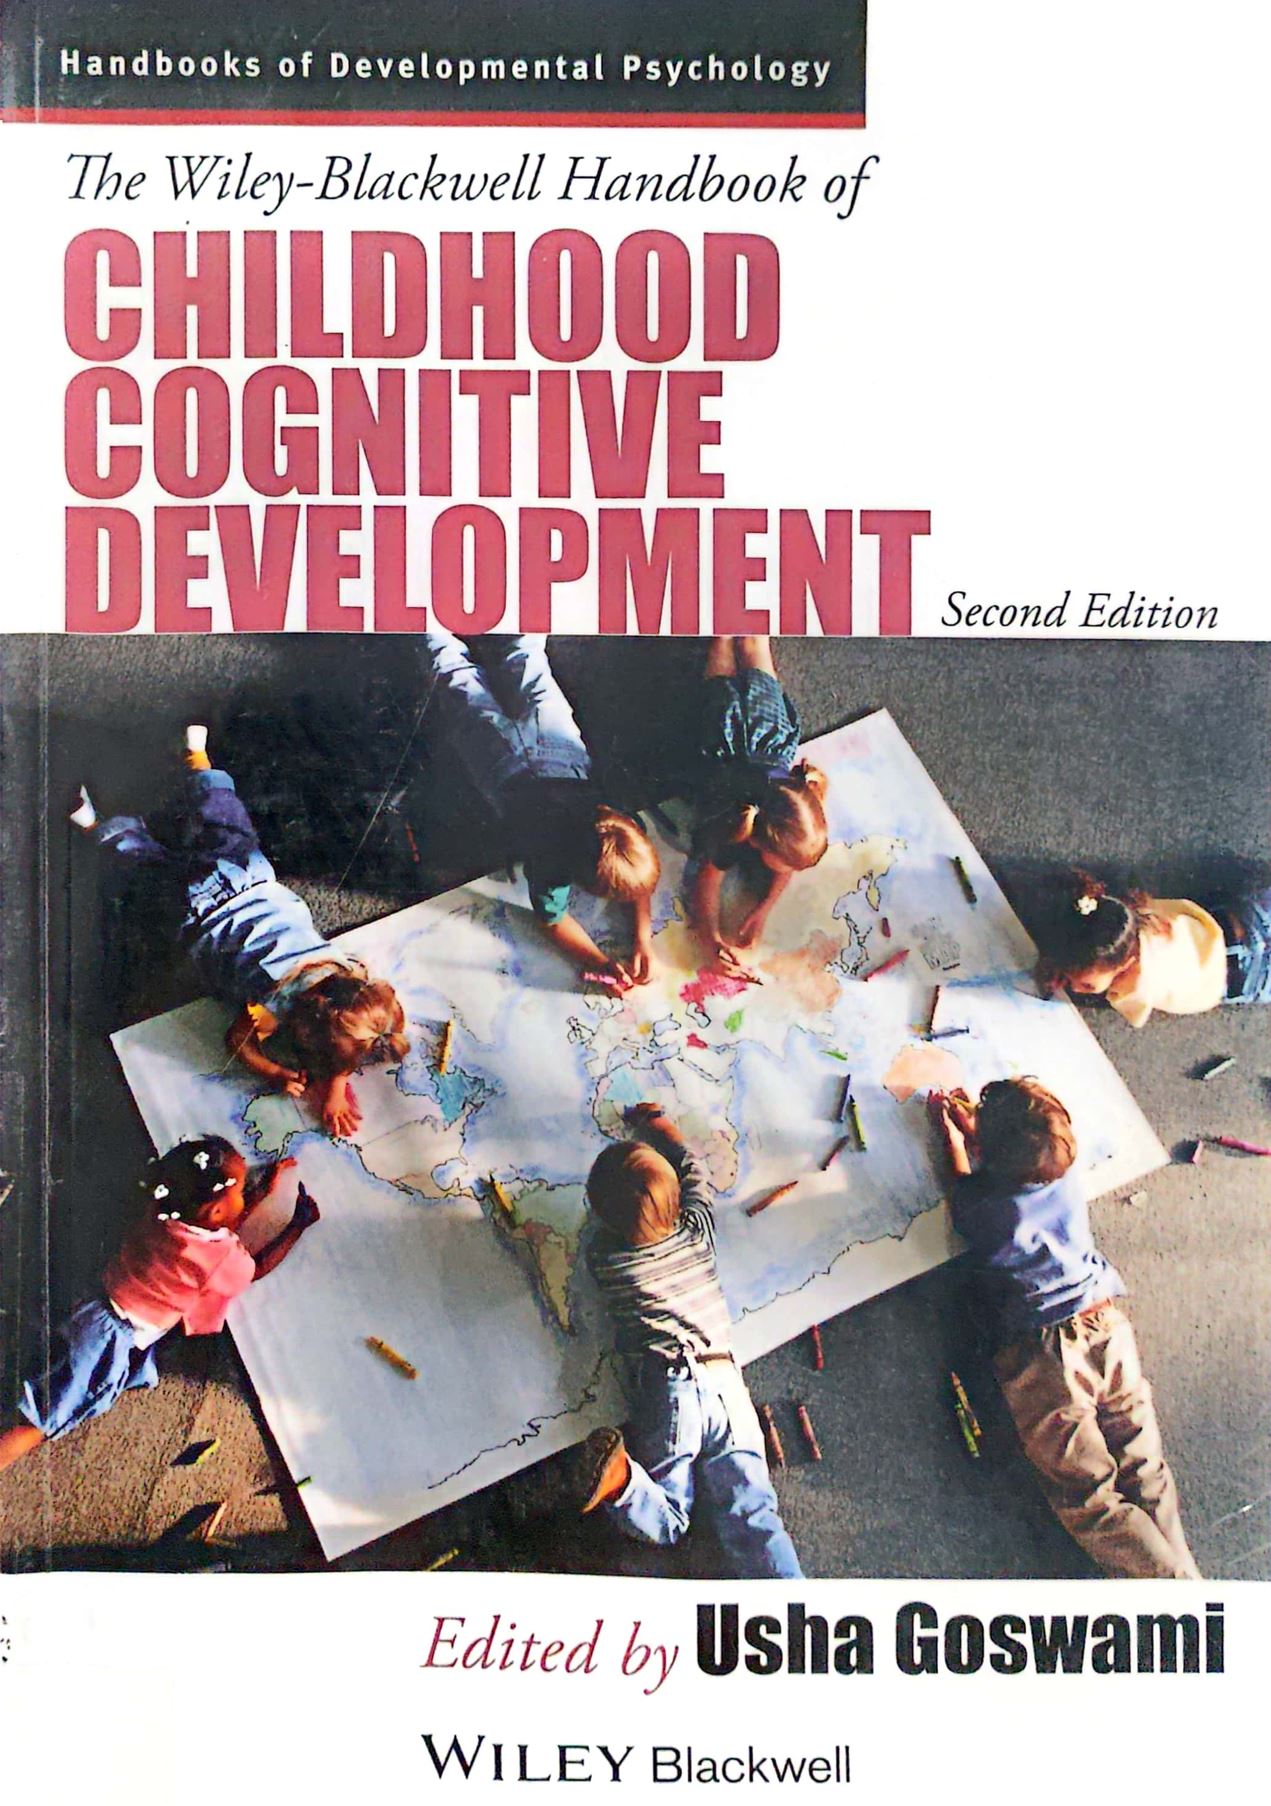 Handbooks of Developmental Psychology
The Wiley-Blackwell Handbook of
CHILDHOOD
COGNITIVE
DEVELOPMENT
Second Edition
Edited by Usha Goswami
WILEY Blackwell